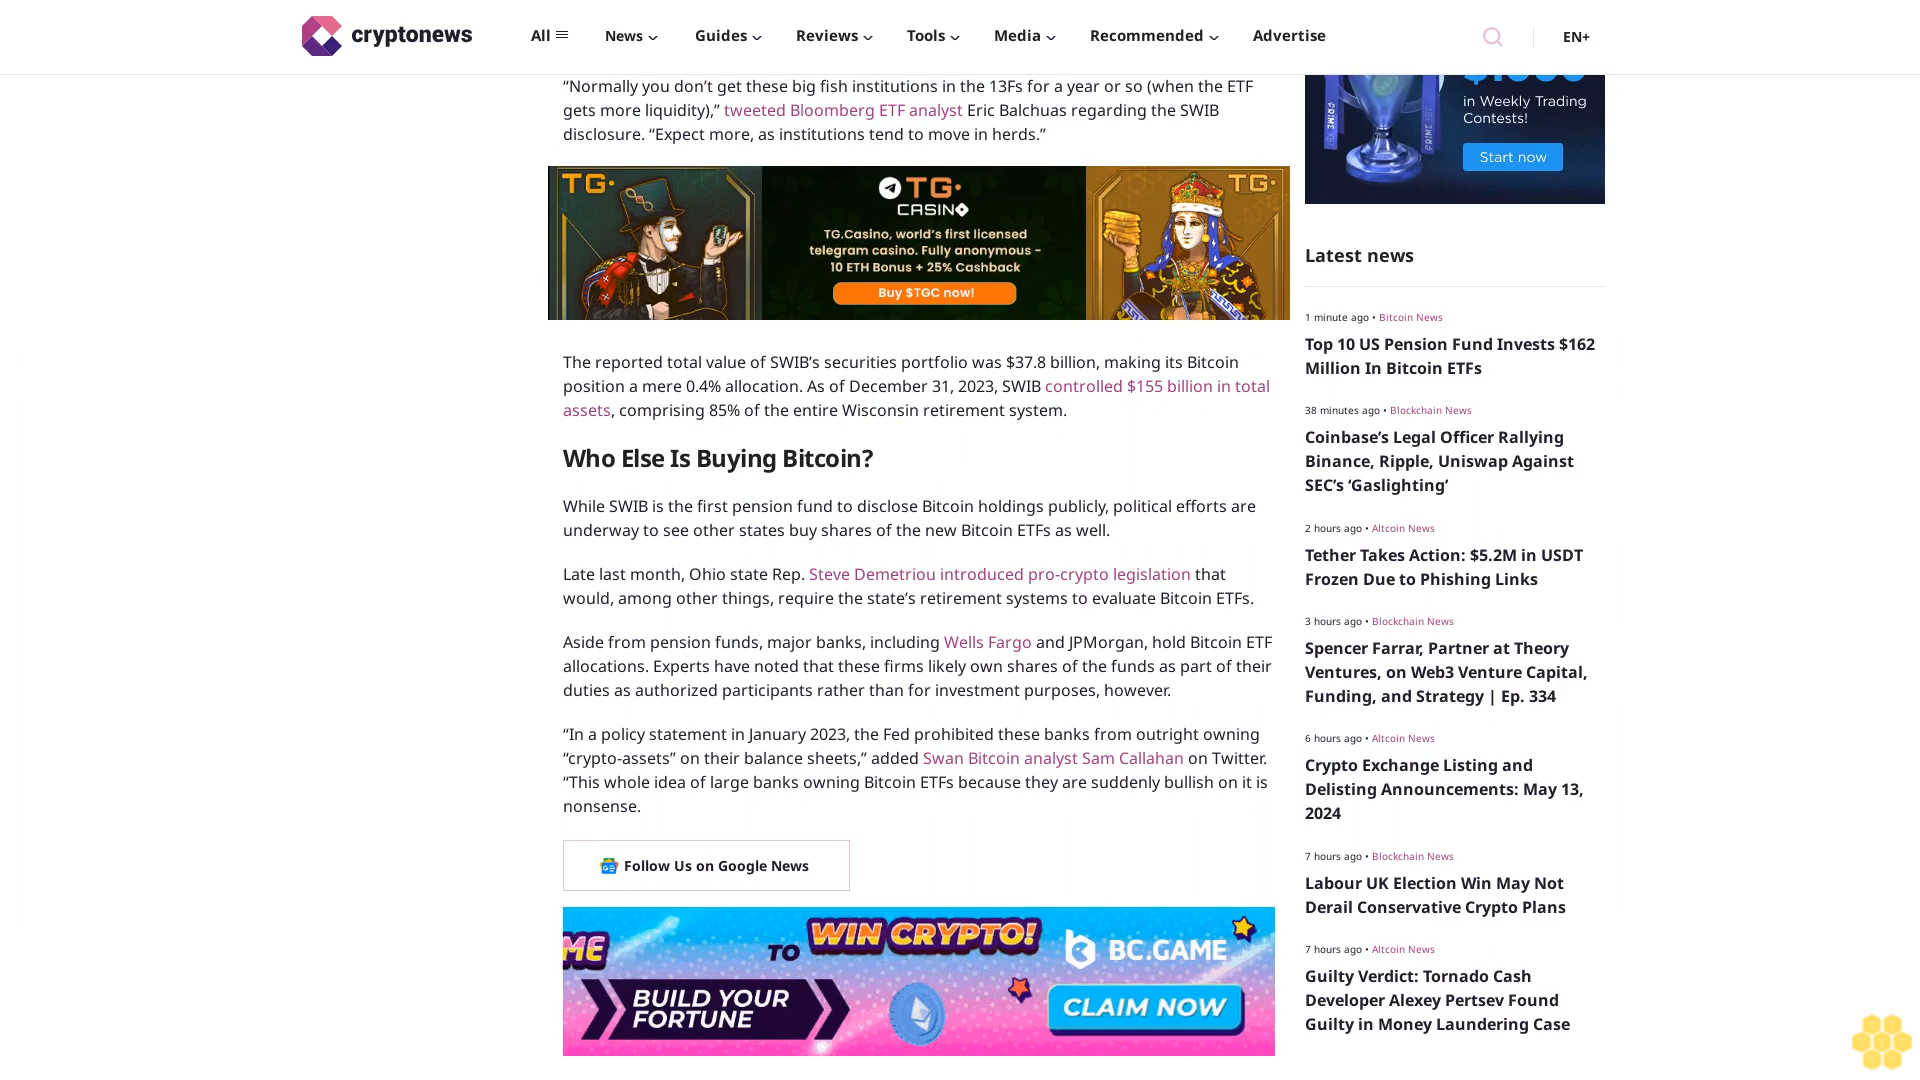 cryptonews
All
News
Guides
Reviews
Tools
Media
Recommended
Advertise
EN+
“Normally you don’t get these big fish institutions in the 13Fs for a year or so (when the ETF
gets more liquidity),” tweeted Bloomberg ETF analyst Eric Balchuas regarding the SWIB
disclosure. “Expect more, as institutions tend to move in herds.”
TG.
TG.
CASINO
TG.Casino, world’s first licensed
telegram casino. Fully anonymous -
10 ETH Bonus + 25% Cashback
Buy $TGC now!
TG.
The reported total value of SWIB’s securities portfolio was $37.8 billion, making its Bitcoin
position a mere 0.4% allocation. As of December 31, 2023, SWIB controlled $155 billion in total
assets, comprising 85% of the entire Wisconsin retirement system.
Who Else Is Buying Bitcoin?
While SWIB is the first pension fund to disclose Bitcoin holdings publicly, political efforts are
underway to see other states buy shares of the new Bitcoin ETFs as well.
Late last month, Ohio state Rep. Steve Demetriou introduced pro-crypto legislation that
would, among other things, require the state’s retirement systems to evaluate Bitcoin ETFs.
Aside from pension funds, major banks, including Wells Fargo and JPMorgan, hold Bitcoin ETF
allocations. Experts have noted that these firms likely own shares of the funds as part of their
duties as authorized participants rather than for investment purposes, however.
“In a policy statement in January 2023, the Fed prohibited these banks from outright owning
“crypto-assets” on their balance sheets,” added Swan Bitcoin analyst Sam Callahan on Twitter.
“This whole idea of large banks owning Bitcoin ETFs because they are suddenly bullish on it is
nonsense.
Follow Us on Google News
TO WIN CRYPTO!
BC.GAME
BUILD YOUR
FORTUNE
CLAIM NOW
in Weekly Trading
Contests!
Start now
Latest news
1 minute ago • Bitcoin News
Top 10 US Pension Fund Invests $162
Million In Bitcoin ETFs
38 minutes ago • Blockchain News
Coinbase’s Legal Officer Rallying
Binance, Ripple, Uniswap Against
SEC’s ‘Gaslighting’
2 hours ago • Altcoin News
Tether Takes Action: $5.2M in USDT
Frozen Due to Phishing Links
3 hours ago • Blockchain News
Spencer Farrar, Partner at Theory
Ventures, on Web3 Venture Capital,
Funding, and Strategy | Ep. 334
6 hours ago • Altcoin News
Crypto Exchange Listing and
Delisting Announcements: May 13,
2024
7 hours ago • Blockchain News
Labour UK Election Win May Not
Derail Conservative Crypto Plans
7 hours ago • Altcoin News
Guilty Verdict: Tornado Cash
Developer Alexey Pertsev Found
Guilty in Money Laundering Case